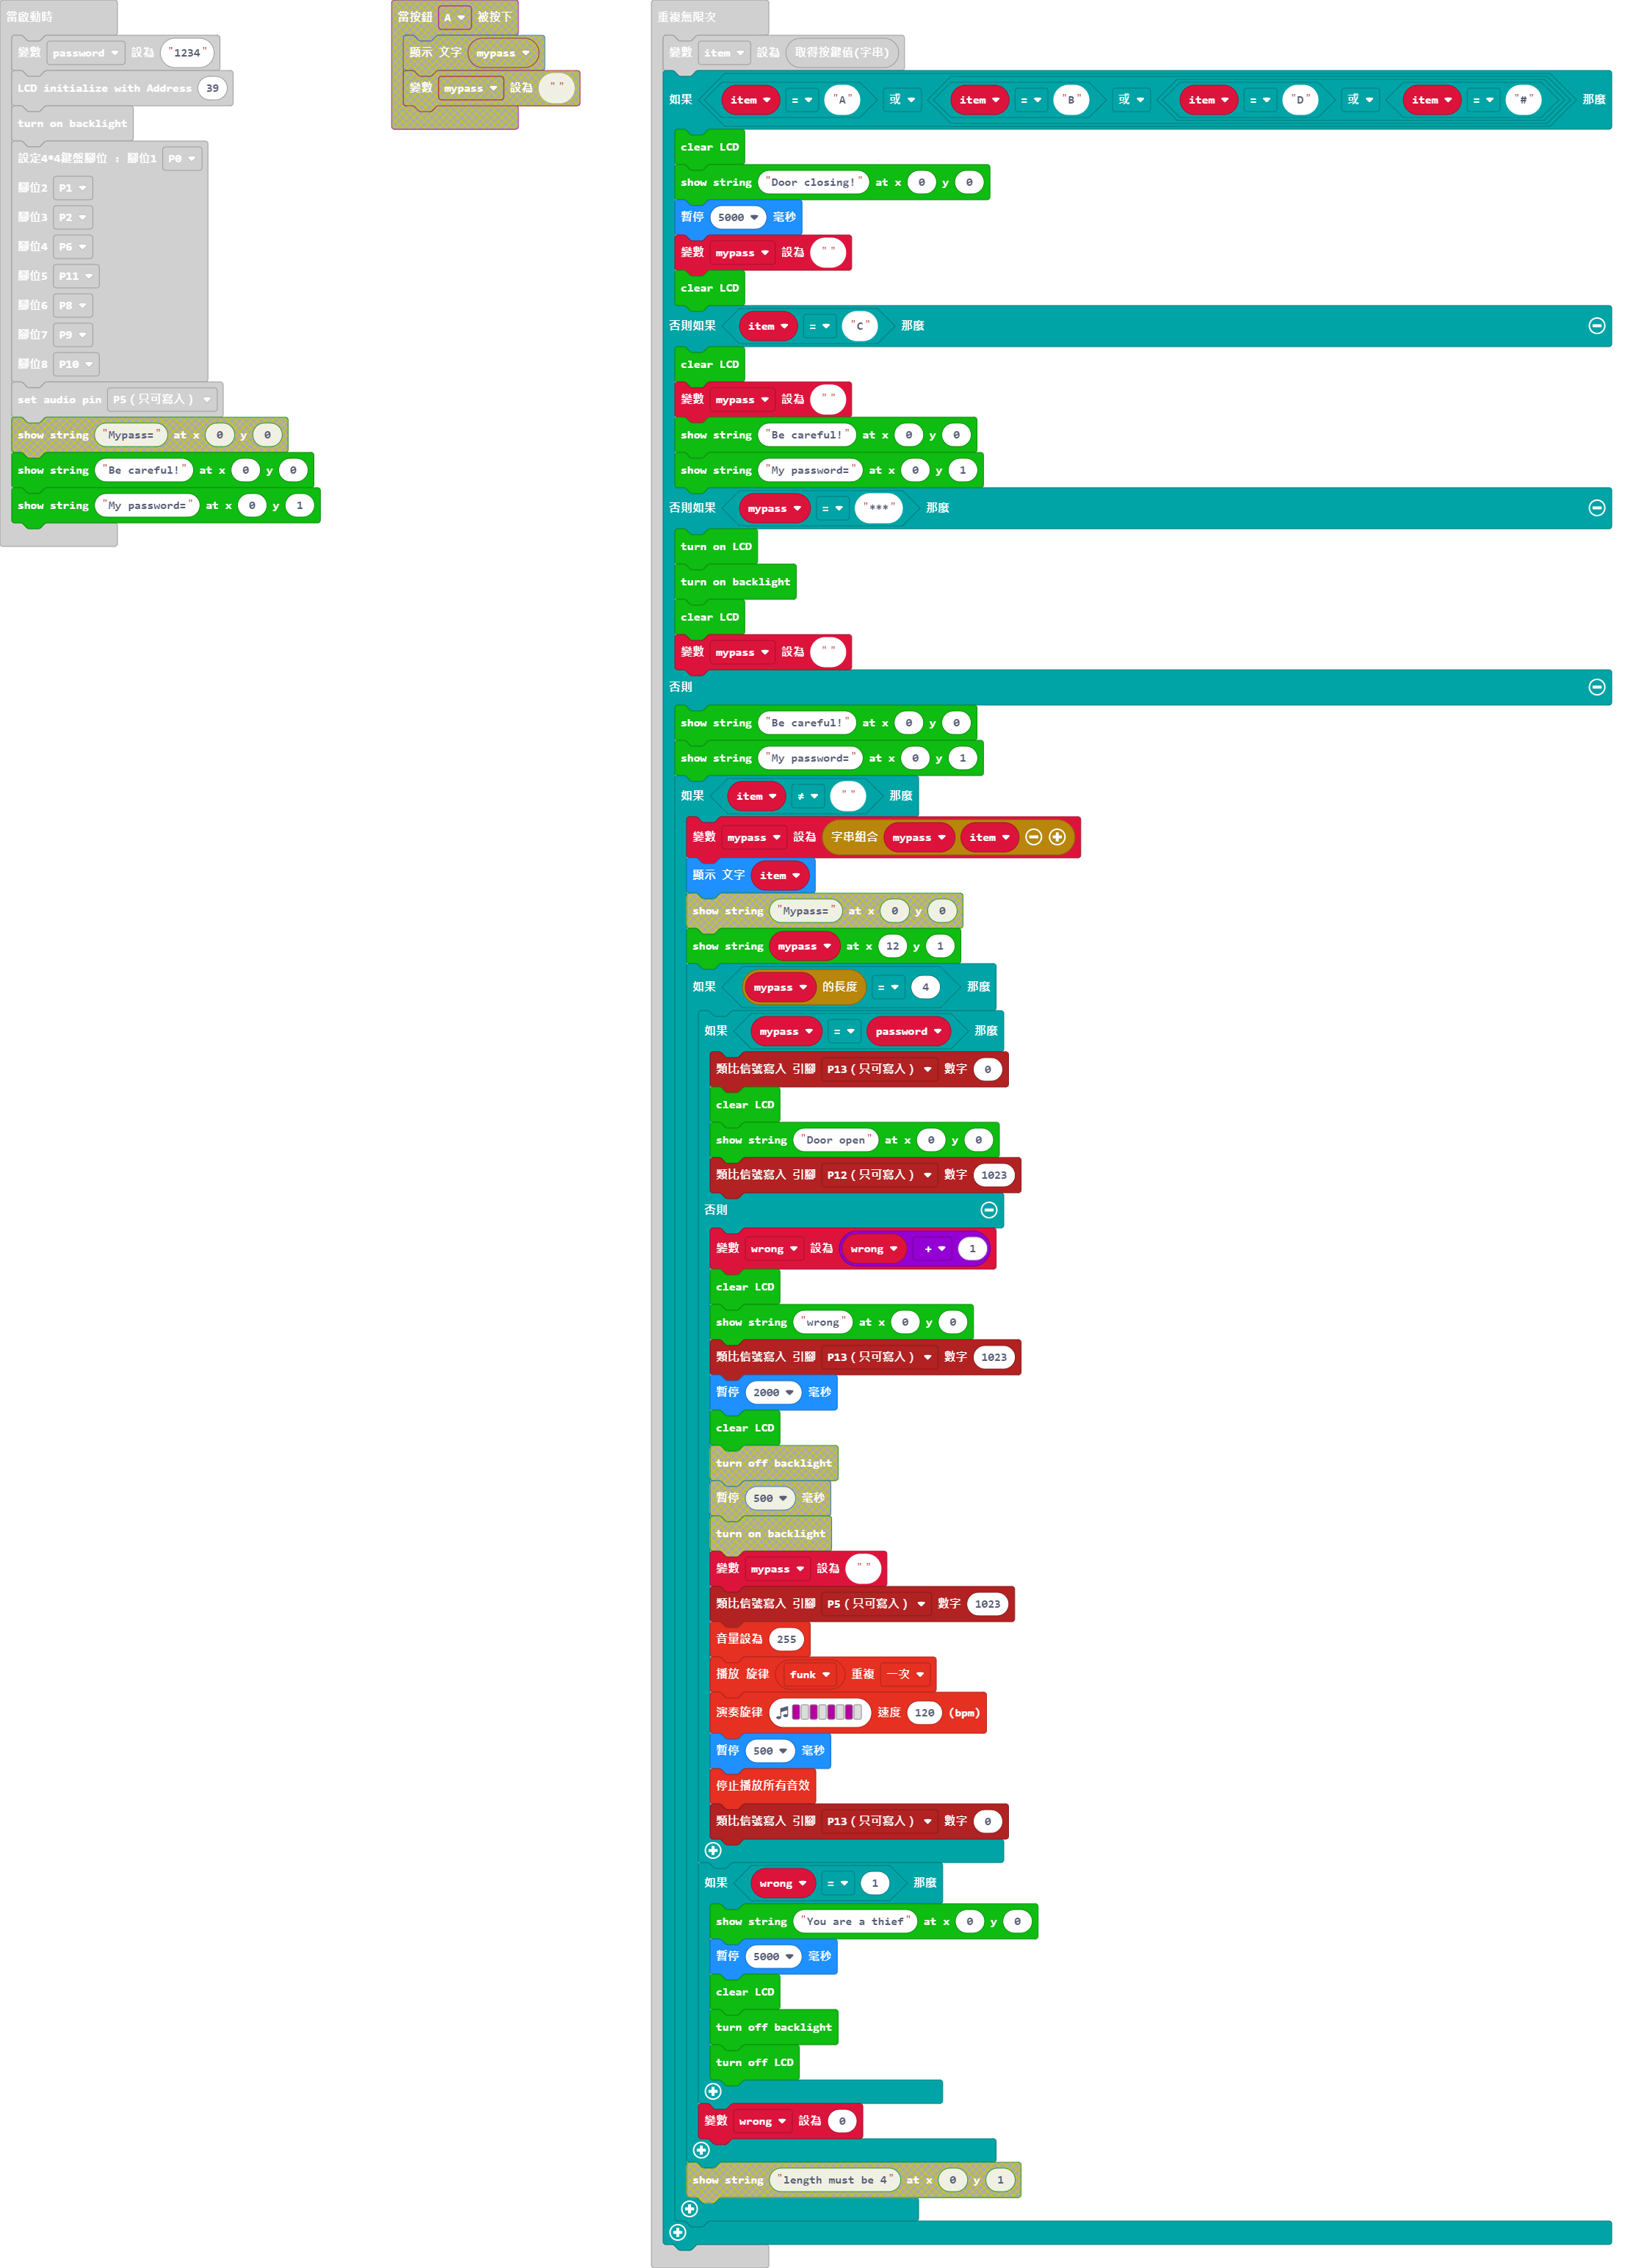 當啟動時
變數 password 設為 "1234"
LCD initialize with Address 39
turn on backlight
設定4*4鍵盤腳位 : 腳位1 P0
腳位2 P1
腳位3 P2
腳位4 P6
腳位5 P11
腳位6 P8
腳位7 P9
腳位8 P10
set audio pin P5 ( 只可寫入 )
show string "Mypass=" at x 0 y 0
show string "Be careful!" at x 0 y 0
show string "My password=" at x 0 y 1
當按鈕 A 被按下
顯示 文字 mypass
變數 mypass 設為 " "
重複無限次
變數 item 設為 取得按鍵值(字串)
如果 item = "A" 或 item = "B" 或 item = "D" 或 item = "#" 那麼
clear LCD
show string "Door closing!" at x 0 y 0
暫停 5000 毫秒
變數 mypass 設為 " "
clear LCD
否則如果 item = "C" 那麼
clear LCD
變數 mypass 設為 " "
show string "Be careful!" at x 0 y 0
show string "My password=" at x 0 y 1
否則如果 mypass = "***" 那麼
turn on LCD
turn on backlight
clear LCD
變數 mypass 設為 " "
否則
show string "Be careful!" at x 0 y 0
show string "My password=" at x 0 y 1
如果 item ≠ " " 那麼
變數 mypass 設為 字串組合 mypass item
顯示 文字 item
show string "Mypass=" at x 0 y 0
show string mypass at x 12 y 1
如果 mypass 的長度 = 4 那麼
如果 mypass = password 那麼
類比信號寫入 引腳 P13 ( 只可寫入 ) 數字 0
clear LCD
show string "Door open" at x 0 y 0
類比信號寫入 引腳 P12 ( 只可寫入 ) 數字 1023
否則
變數 wrong 設為 wrong + 1
clear LCD
show string "wrong" at x 0 y 0
類比信號寫入 引腳 P13 ( 只可寫入 ) 數字 1023
暫停 2000 毫秒
clear LCD
turn off backlight
暫停 500 毫秒
turn on backlight
變數 mypass 設為 " "
類比信號寫入 引腳 P5 ( 只可寫入 ) 數字 1023
音量設為 255
播放 旋律 funk 重複 一次
演奏旋律 速度 120 (bpm)
暫停 500 毫秒
停止播放所有音效
類比信號寫入 引腳 P13 ( 只可寫入 ) 數字 0
如果 wrong = 1 那麼
show string "You are a thief" at x 0 y 0
暫停 5000 毫秒
clear LCD
turn off backlight
turn off LCD
變數 wrong 設為 0
show string "length must be 4" at x 0 y 1